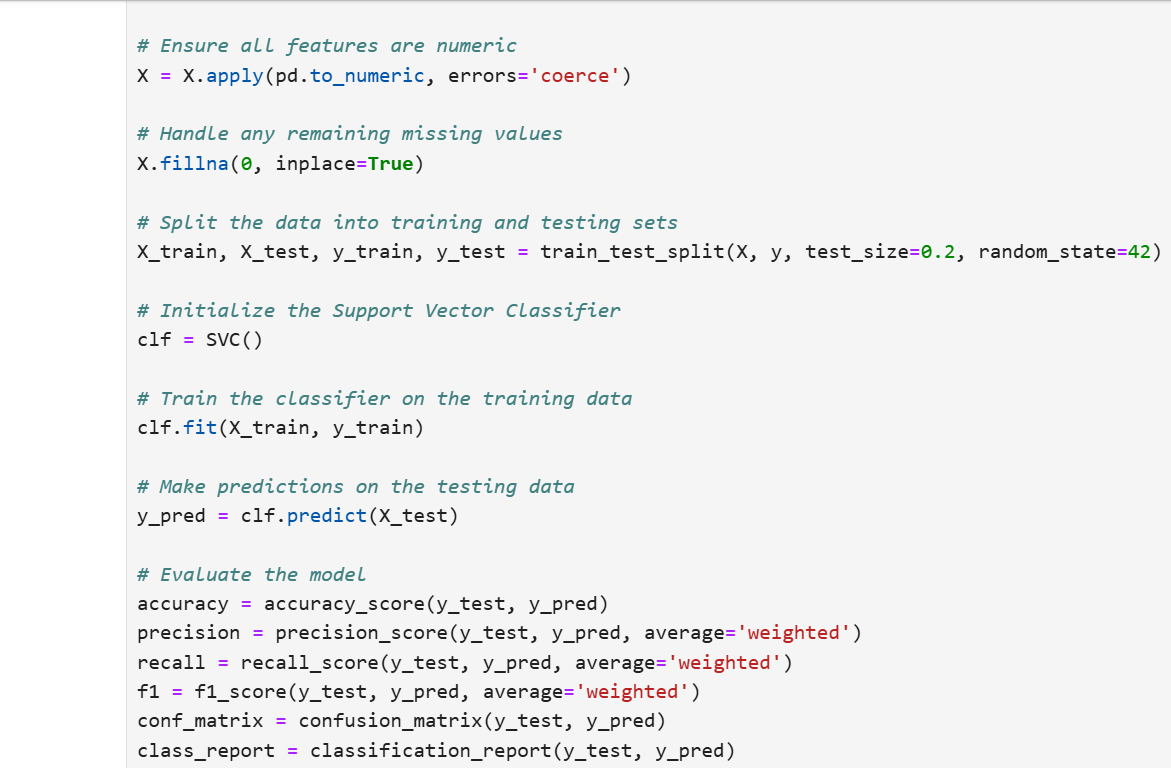 # Ensure all features are numeric
X = X.apply(pd.to_numeric, errors='coerce')
# Handle any remaining missing values
X.fillna(0, inplace=True)
# Split the data into training and testing sets
X_train, X_test, y_train, y_test = train_test_split(X, y, test_size=0.2, random_state=42)
# Initialize the Support Vector Classifier
clf = SVC()
# Train the classifier on the training data
clf.fit(X_train, y_train)
# Make predictions on the testing data
y_pred = clf.predict(X_test)
# Evaluate the model
accuracy = accuracy_score(y_test, y_pred)
precision = precision_score(y_test, y_pred, average='weighted')
recall = recall_score(y_test, y_pred, average='weighted')
f1 = f1_score(y_test, y_pred, average='weighted')
conf_matrix = confusion_matrix(y_test, y_pred)
class_report = classification_report(y_test, y_pred)